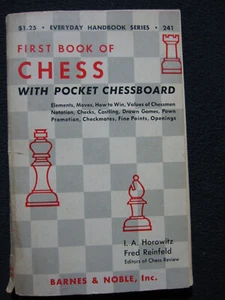 $1.25 • EVERYDAY HANDBOOK SERIES • 241
FIRST BOOK OF
CHESS
WITH POCKET CHESSBOARD
Elements, Moves, How to Win, Values of Chessmen
Notation, Checks, Castling, Drawn Games, Pawn
Promotion, Checkmates, Fine Points, Openings
I. A. Horowitz
Fred Reinfeld
Editors of Chess Review
BARNES & NOBLE, Inc.